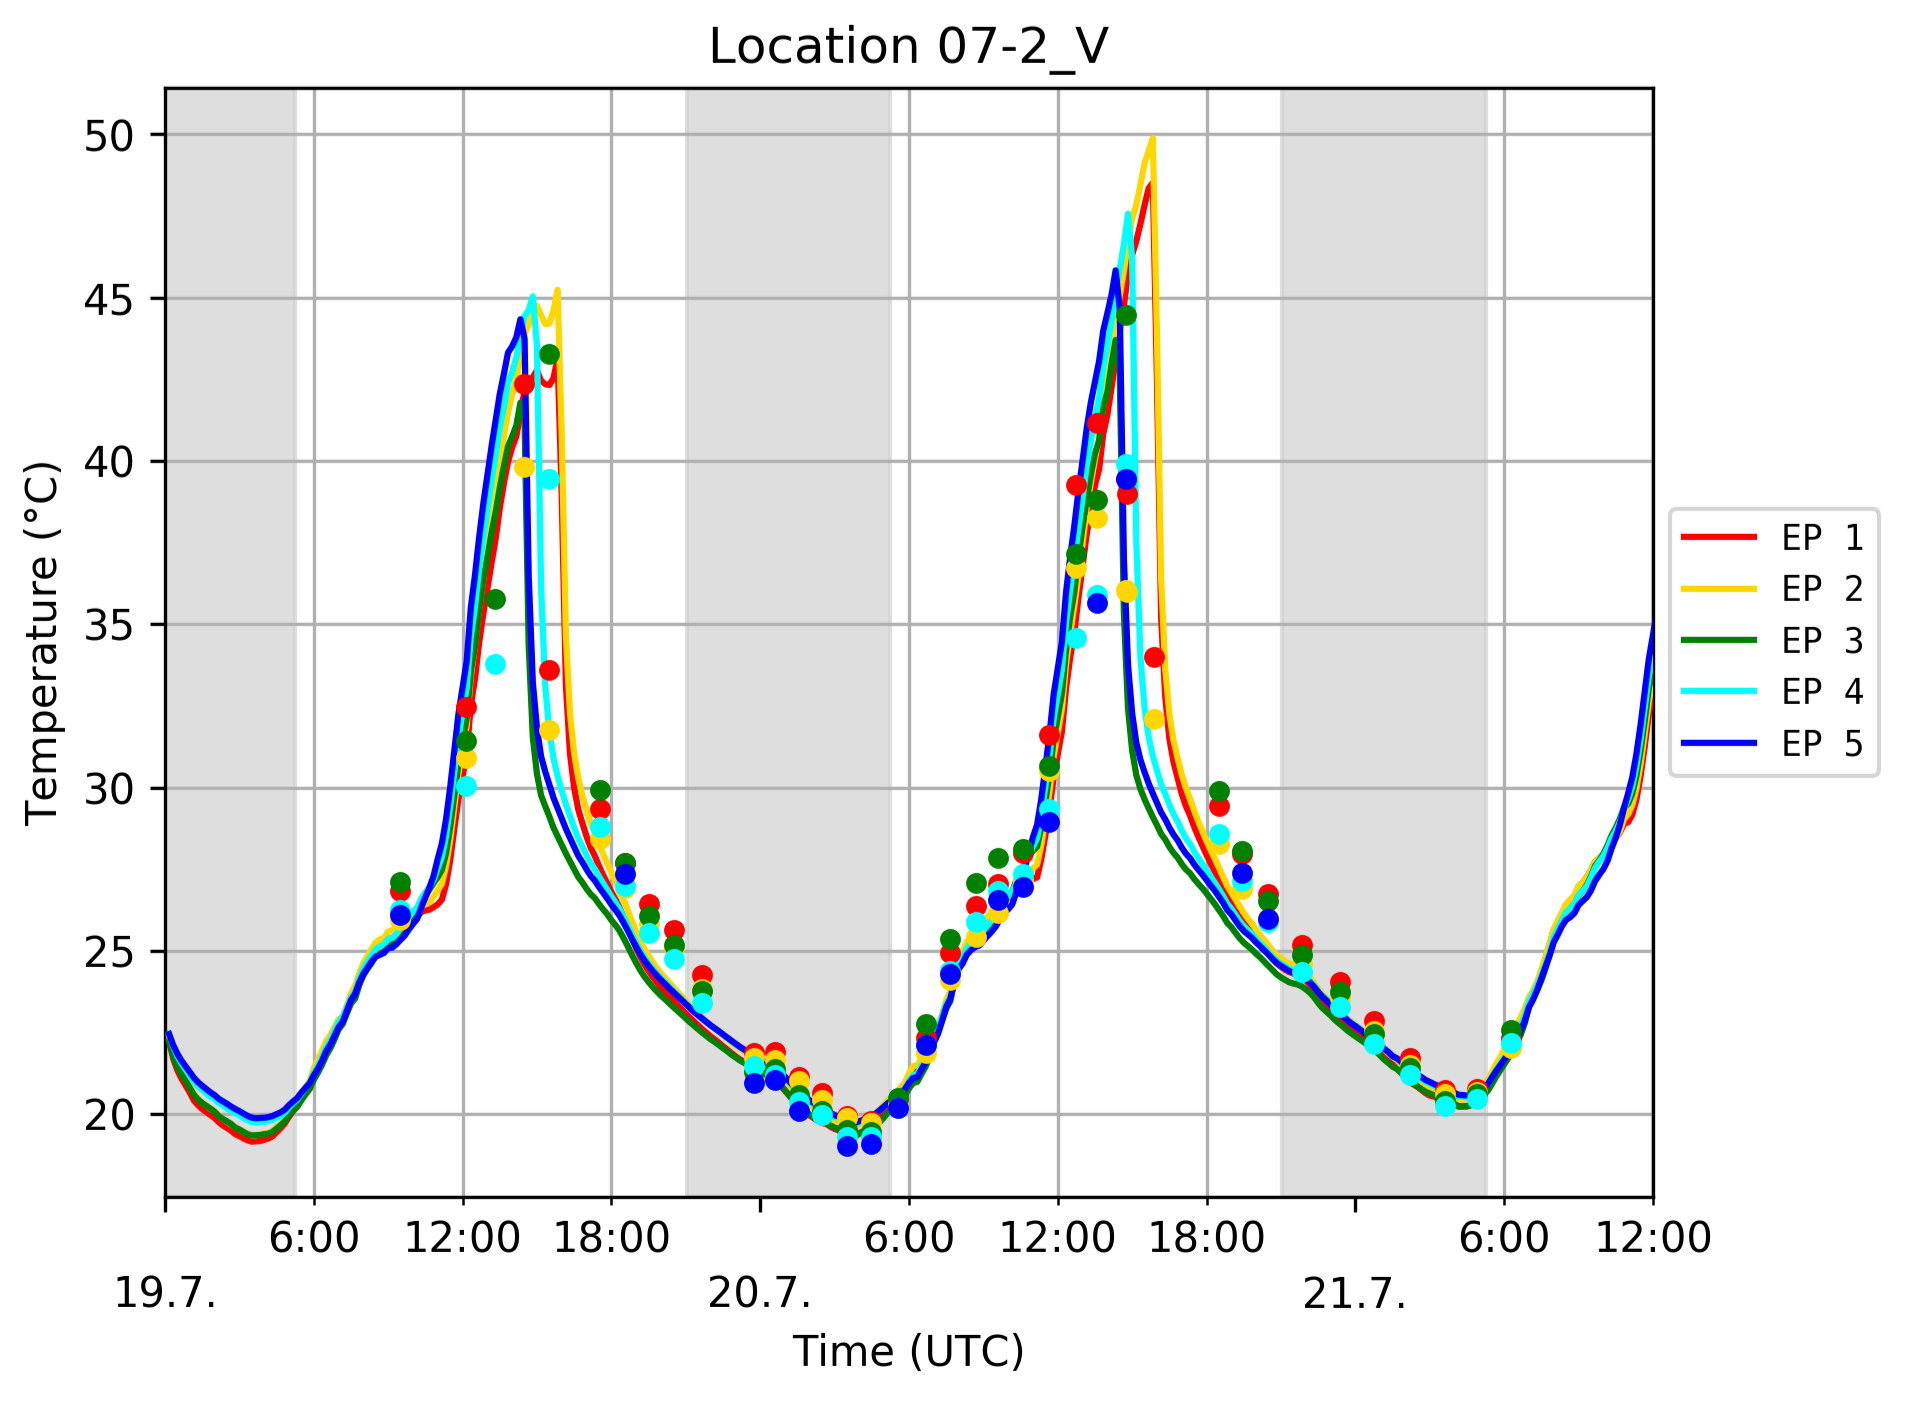 Location 07-2_V
Temperature (°C)
50
45
40
35
30
25
20
6:00 12:00 18:00 6:00 12:00 18:00 6:00 12:00
19.7. 20.7. 21.7.
Time (UTC)
EP 1
EP 2
EP 3
EP 4
EP 5